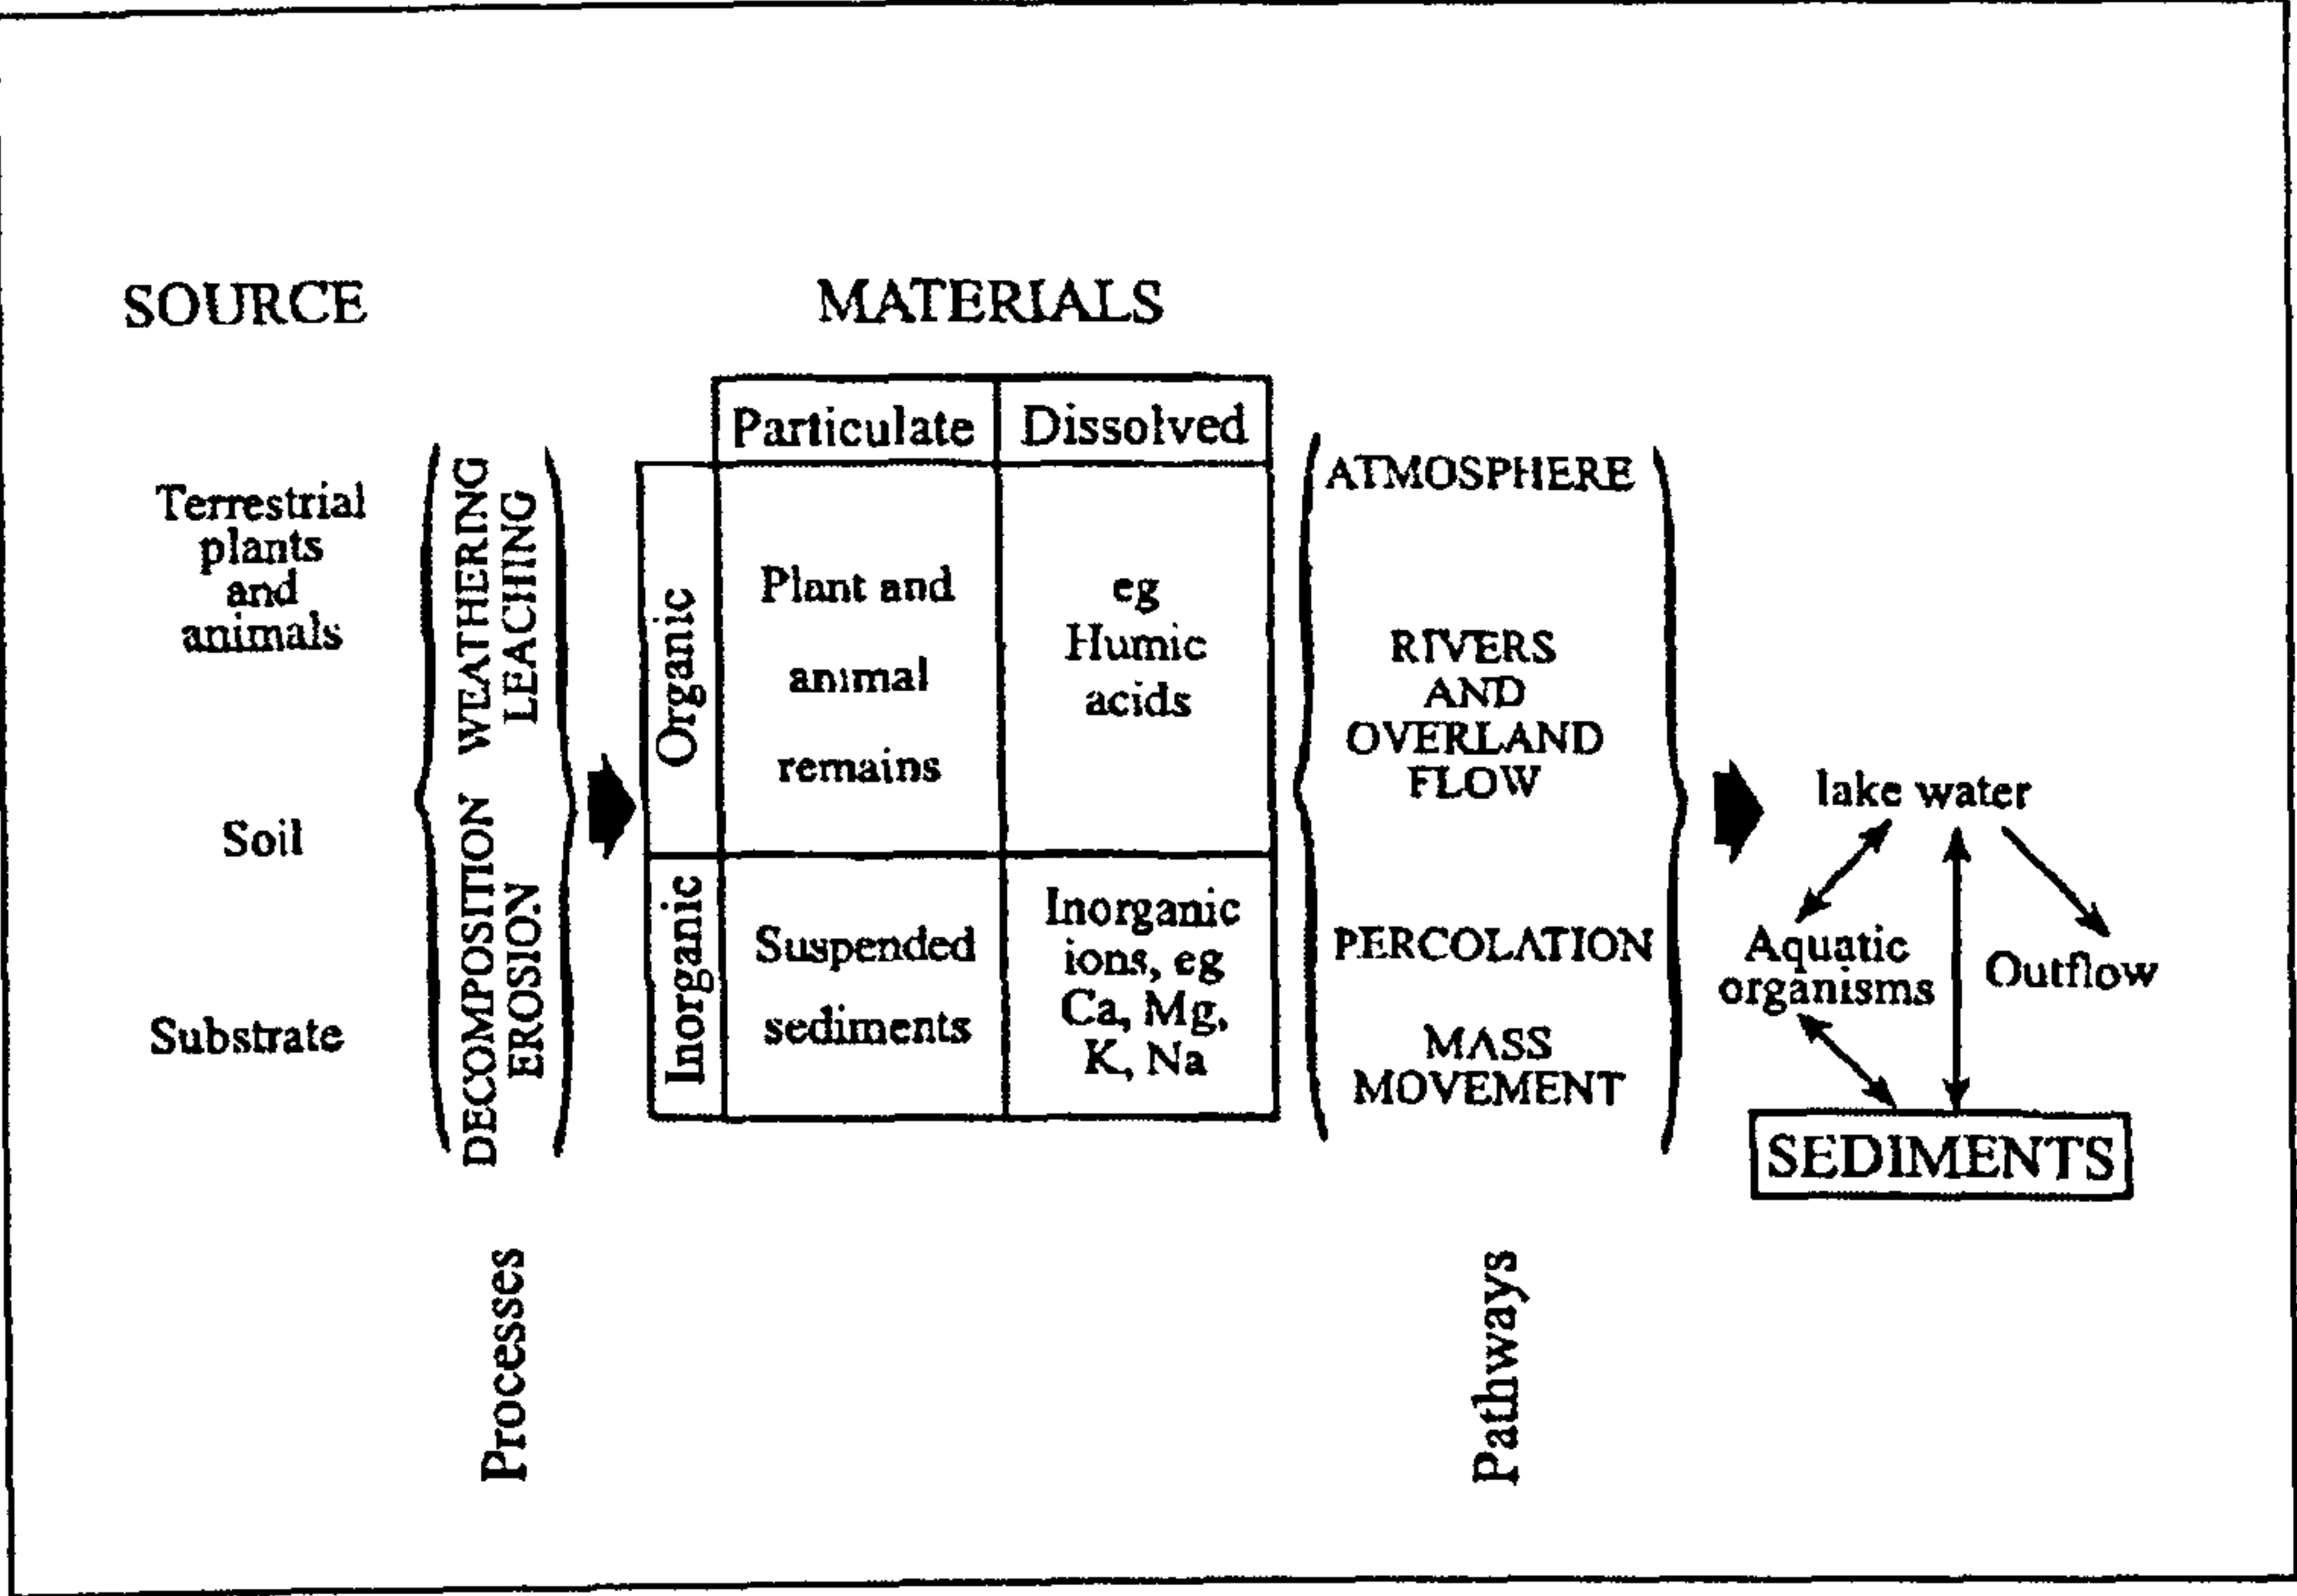 SOURCE
MATERIALS
Terrestrial
plants
and
animals
Soil
Substrate
WEATHERING
LEACHING
DECOMPOSITION
EROSION
Processes
Particulate
Dissolved
Organic
Plant and
animal
remains
eg
Humic
acids
Inorganic
Suspended
sediments
Inorganic
ions, eg
Ca, Mg,
K, Na
ATMOSPHERE
RIVERS
AND
OVERLAND
FLOW
PERCOLATION
MASS
MOVEMENT
Pathways
lake water
Aquatic
organisms
Outflow
SEDIMENTS